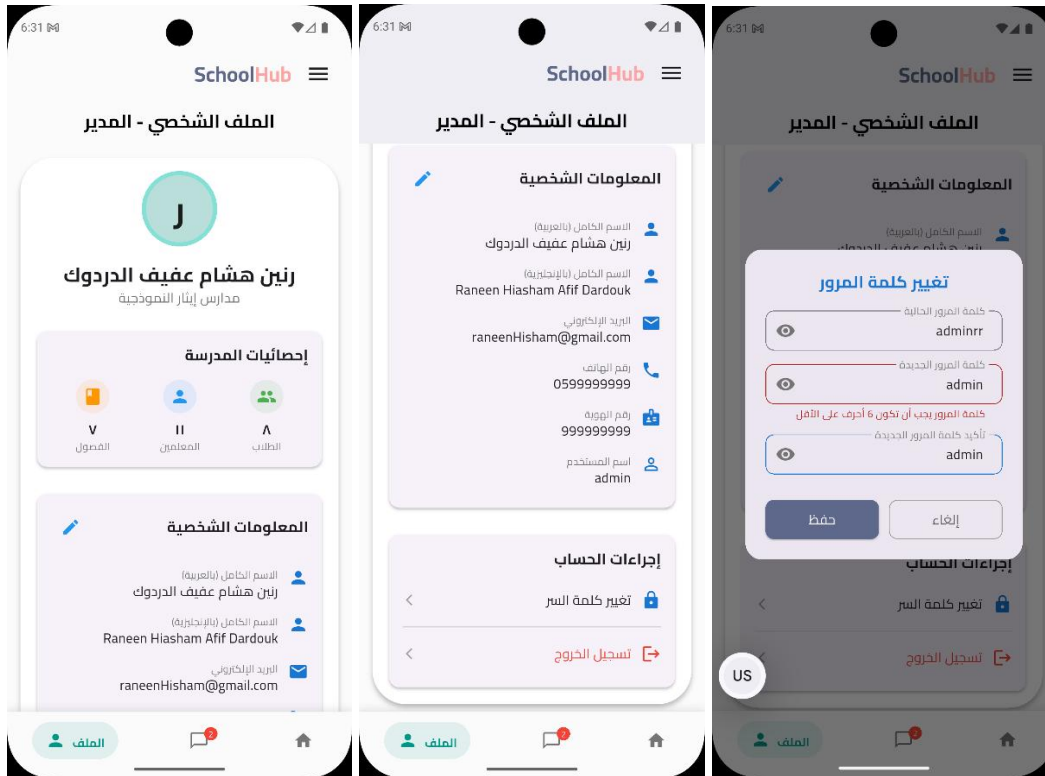 6:31
SchoolHub
الملف الشخصي - المدير
ر
رنين هشام عفيف الدردوك
مدارس إيثار النموذجية
إحصائيات المدرسة
٨ ١١ ٧
الطلاب المعلمين الفصول
المعلومات الشخصية
الاسم الكامل (بالعربية)
رنين هشام عفيف الدردوك
الاسم الكامل (بالإنجليزية)
Raneen Hiasham Afif Dardouk
البريد الإلكتروني
raneenHisham@gmail.com
2
الملف
6:31
SchoolHub
الملف الشخصي - المدير
المعلومات الشخصية
الاسم الكامل (بالعربية)
رنين هشام عفيف الدردوك
الاسم الكامل (بالإنجليزية)
Raneen Hiasham Afif Dardouk
البريد الإلكتروني
raneenHisham@gmail.com
رقم الهاتف
0599999999
رقم الهوية
999999999
اسم المستخدم
admin
إجراءات الحساب
تغيير كلمة السر
تسجيل الخروج
2
الملف
6:31
SchoolHub
الملف الشخصي - المدير
المعلومات الشخصية
الاسم الكامل (بالعربية)
رنين هشام عفيف الدردوك
تغيير كلمة المرور
كلمة المرور الحالية
adminrr
كلمة المرور الجديدة
admin
كلمة المرور يجب أن تكون 6 أحرف على الأقل
تأكيد كلمة المرور الجديدة
admin
إلغاء
حفظ
إجراءات الحساب
تغيير كلمة السر
تسجيل الخروج
US
2
الملف